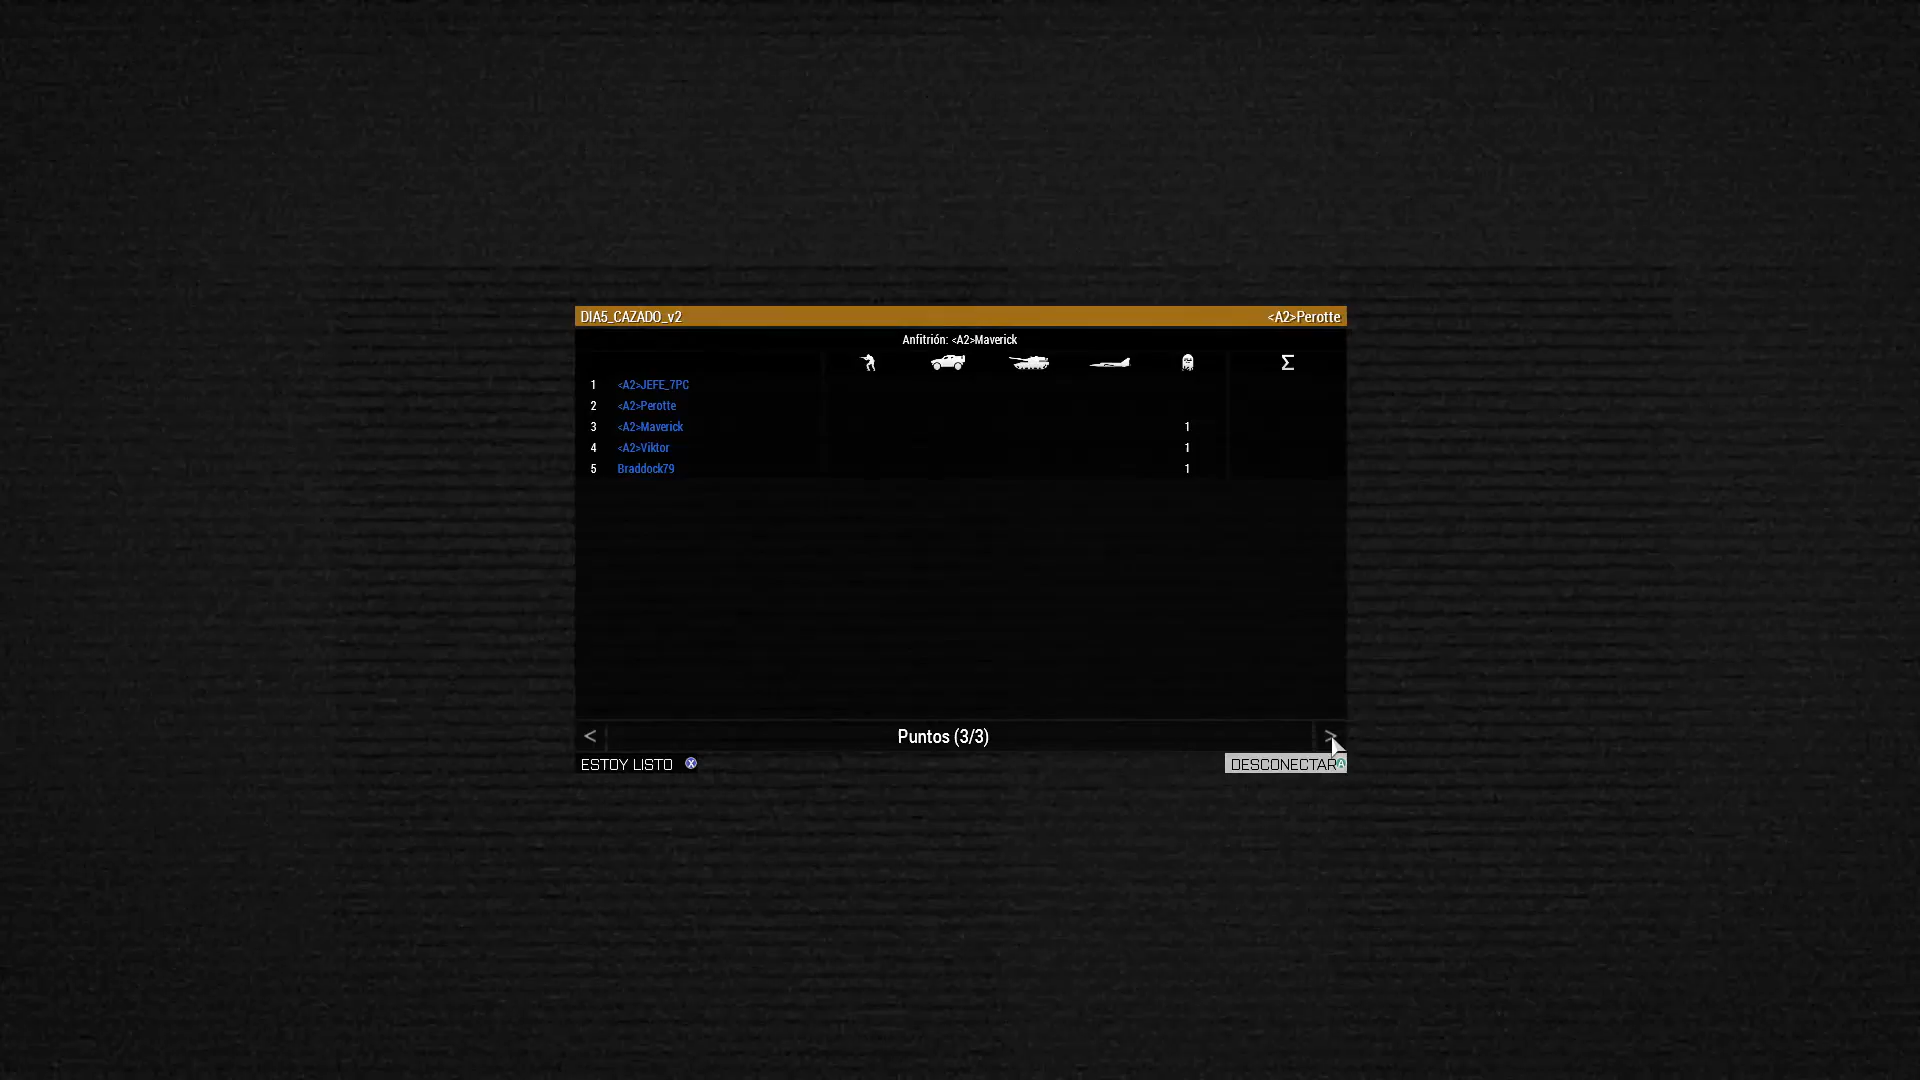 DIA5_CAZADO_v2 <A2>Perotte
Anfitrión: <A2>Maverick
Σ
1 <A2>JEFE_7PC
2 <A2>Perotte
3 <A2>Maverick 1
4 <A2>Viktor 1
5 Braddock79 1
< Puntos (3/3) >
ESTOY LISTO X DESCONECTAR A